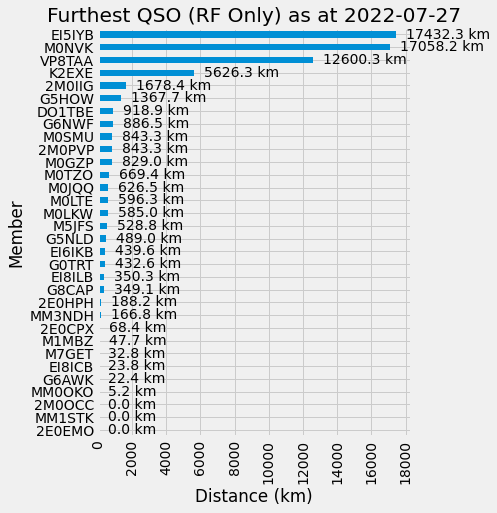 Furthest QSO (RF Only) as at 2022-07-27
EI5IYB 17432.3 km
M0NVK 17058.2 km
VP8TAA 12600.3 km
K2EXE 5626.3 km
2M0IIG 1678.4 km
G5HOW 1367.7 km
DO1TBE 918.9 km
G6NWF 886.5 km
M0SMU 843.3 km
2M0PVP 843.3 km
M0GZP 829.0 km
M0TZO 669.4 km
M0JQQ 626.5 km
M0LTE 596.3 km
M0LKW 585.0 km
M5JFS 528.8 km
G5NLD 489.0 km
EI6IKB 439.6 km
G0TRT 432.6 km
EI8ILB 350.3 km
G8CAP 349.1 km
2E0HPH 188.2 km
MM3NDH 166.8 km
2E0CPX 68.4 km
M1MBZ 47.7 km
M7GET 32.8 km
EI8ICB 23.8 km
G6AWK 22.4 km
MM0OKO 5.2 km
2M0OCC 0.0 km
MM1STK 0.0 km
2E0EMO 0.0 km
Member
0 2000 4000 6000 8000 10000 12000 14000 16000 18000
Distance (km)